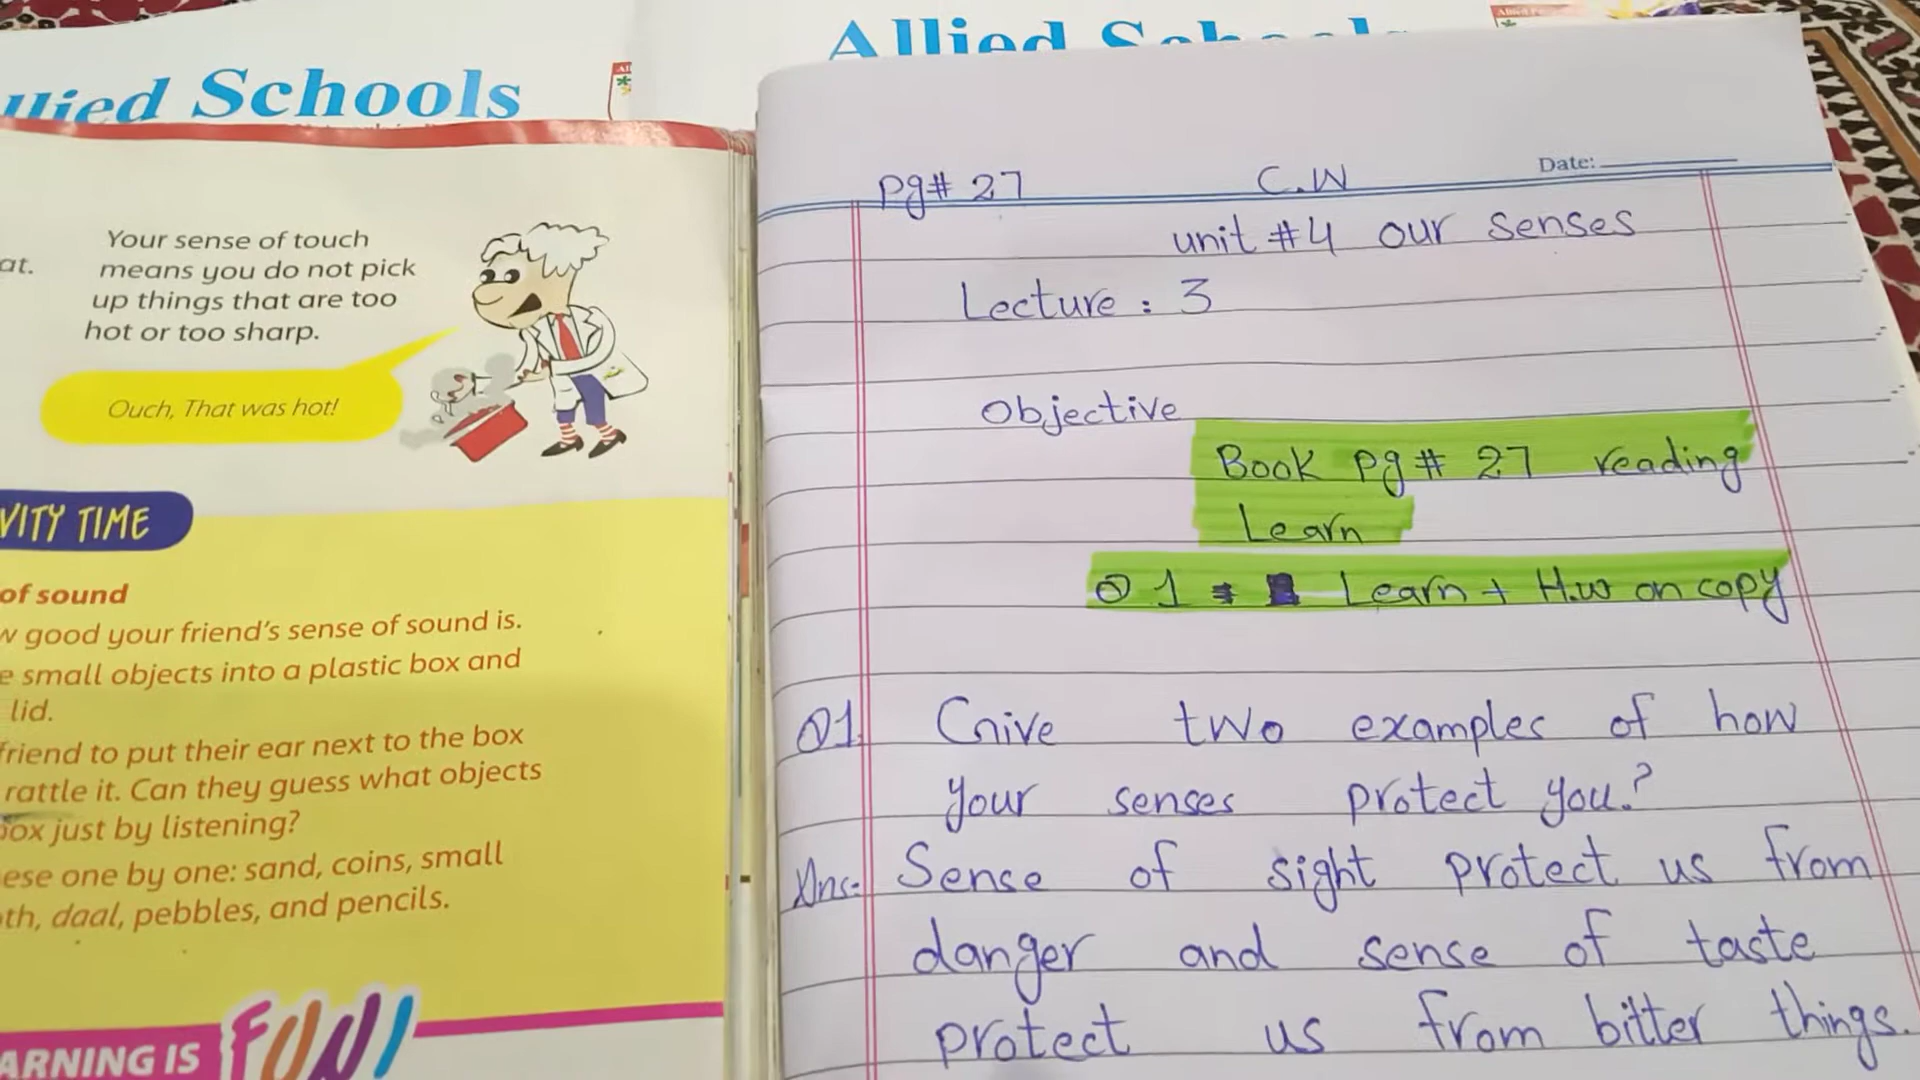 Allied Schools
Schools
Your sense of touch
at.
means you do not pick
up things that are too
hot or too sharp.
Ouch, That was hot!
VITY TIME
of sound
good your friend's sense of sound is.
small objects into a plastic box and
lid.
friend to put their ear next to the box
rattle it. Can they guess what objects
box just by listening?
ese one by one: sand, coins, small
th, daal, pebbles, and pencils.
ARNING IS FUN!
Date:
pg# 27 C.W
unit #4 our senses
Lecture : 3
Objective
Book pg# 27 reading
Learn
Q 1 Learn + H.w on copy
Q1 Give two examples of how
your senses protect you.?
Ans: Sense of sight protect us from
danger and sense of taste
protect us from bitter things.